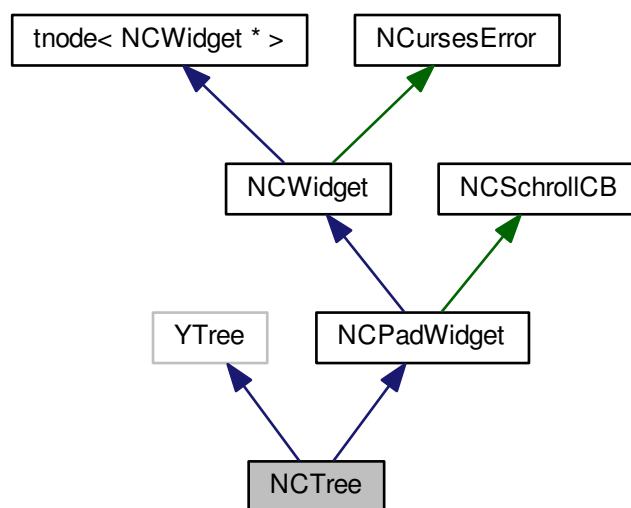 tnode< NCWidget * >
NCursesError
NCWidget
NCSchrollCB
YTree
NCPadWidget
NCTree